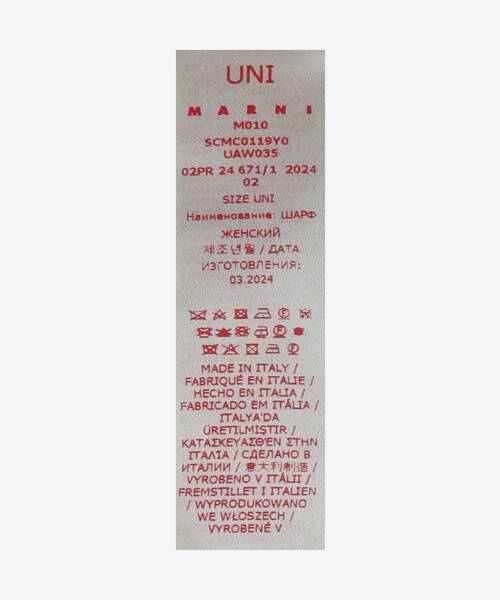 UNI
MARNI
M010
SCMC0119Y0
UAW035
02PR 24 671/1 2024
02
SIZE UNI
Наименование: ШАРФ
ЖЕНСКИЙ
제조년월 / ДАТА
ИЗГОТОВЛЕНИЯ:
03.2024
MADE IN ITALY /
FABRIQUÉ EN ITALIE /
HECHO EN ITALIA /
FABRICADO EM ITÁLIA /
ITALYA'DA
ÜRETILMIŞTIR /
ΚΑΤΑΣΚΕΥΑΣΘ'ΕΝ ΣΤΗΝ
ΙΤΑΛΙΑ / СДЕЛАНО В
ИТАЛИИ / 意大利制造 /
VYROBENO V ITÁLII /
FREMSTILLET I ITALIEN
/ WYPRODUKOWANO
WE WŁOSZECH /
VYROBENÉ V